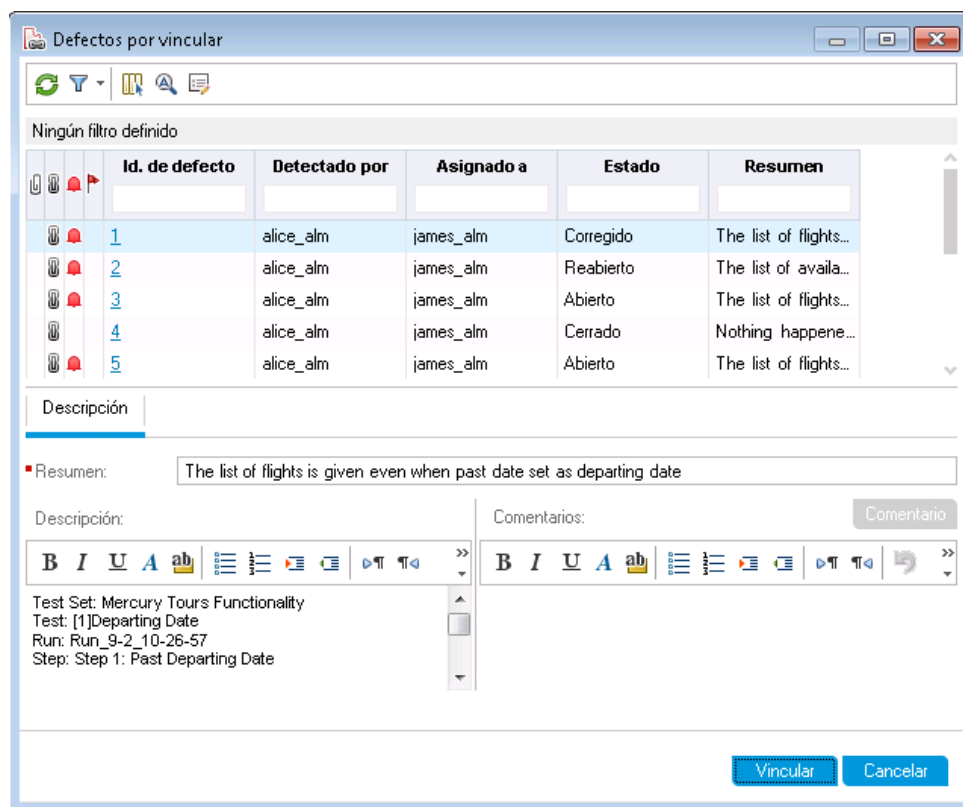 Defectos por vincular
Ningún filtro definido
Id. de defecto Detectado por Asignado a Estado Resumen
1 alice_alm james_alm Corregido The list of flights...
2 alice_alm james_alm Reabierto The list of availa...
3 alice_alm james_alm Abierto The list of flights...
4 alice_alm james_alm Cerrado Nothing happene...
5 alice_alm james_alm Abierto The list of flights...
Descripción
Resumen: The list of flights is given even when past date set as departing date
Descripción: Comentarios: Comentario
B I U A ab B I U A ab
Test Set: Mercury Tours Functionality
Test: [1]Departing Date
Run: Run_9-2_10-26-57
Step: Step 1: Past Departing Date
Vincular Cancelar